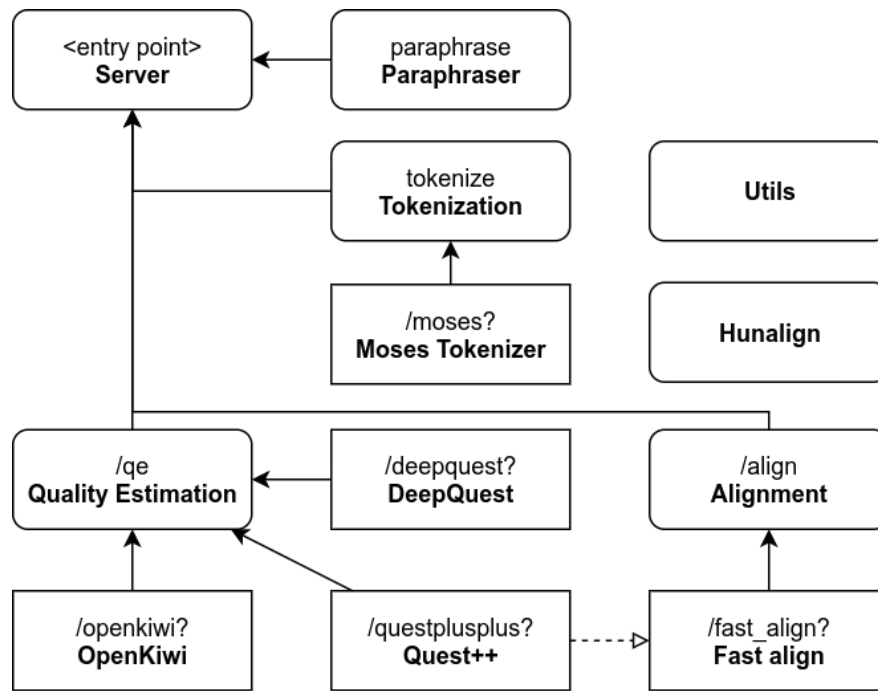 <entry point>
Server
paraphrase
Paraphraser
tokenize
Tokenization
Utils
/moses?
Moses Tokenizer
Hunalign
/qe
Quality Estimation
/deepquest?
DeepQuest
/align
Alignment
/openkiwi?
OpenKiwi
/questplusplus?
Quest++
/fast_align?
Fast align